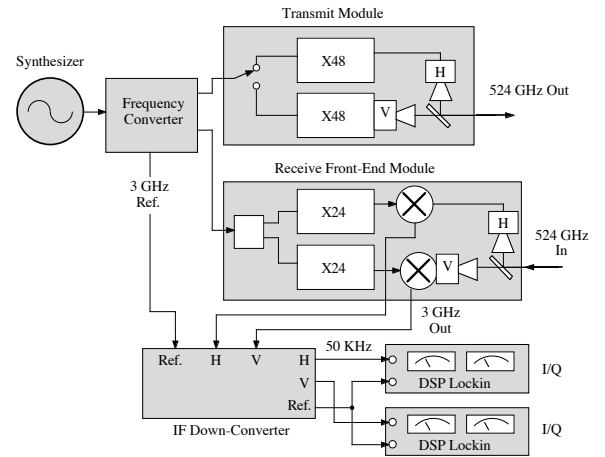 Transmit Module
Synthesizer
X48
H
524 GHz Out
Frequency
Converter
X48
V
Receive Front-End Module
3 GHz
Ref.
X24
H
524 GHz
In
X24
V
3 GHz
Out
50 KHz
Ref.
H
V
H
V
Ref.
IF Down-Converter
DSP Lockin
I/Q
DSP Lockin
I/Q